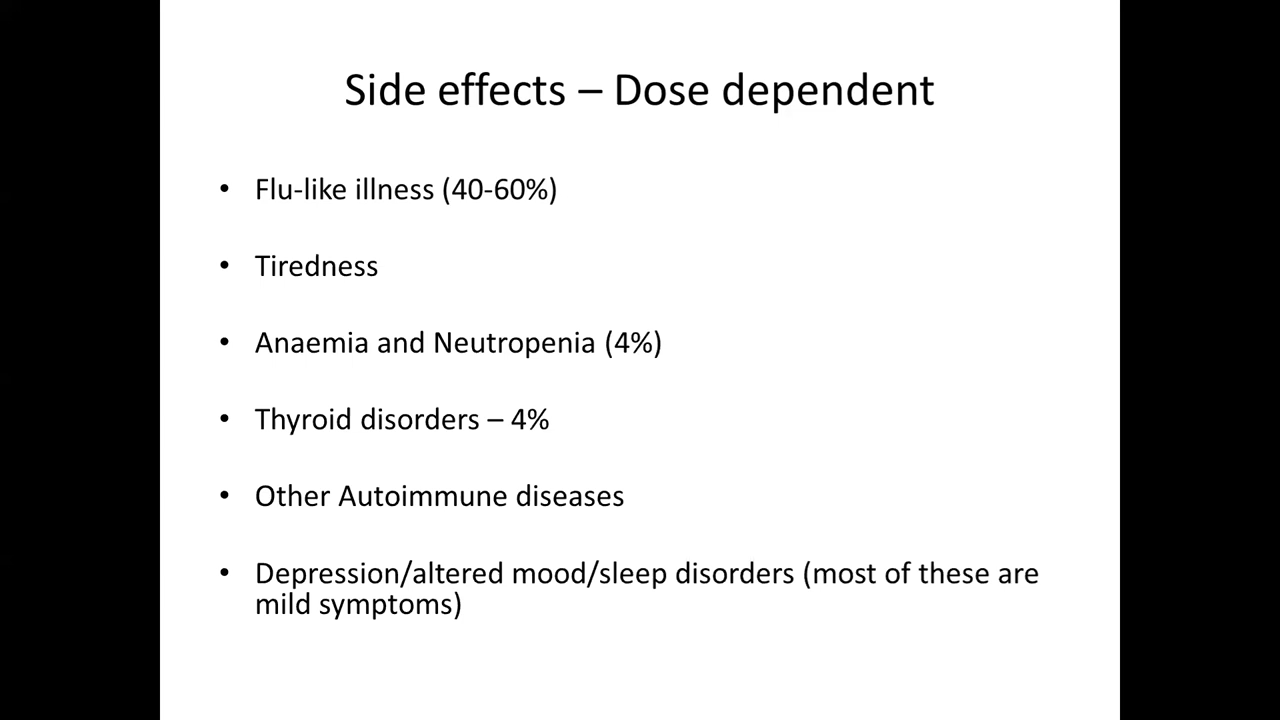 Side effects – Dose dependent
• Flu-like illness (40-60%)
• Tiredness
• Anaemia and Neutropenia (4%)
• Thyroid disorders – 4%
• Other Autoimmune diseases
• Depression/altered mood/sleep disorders (most of these are
mild symptoms)